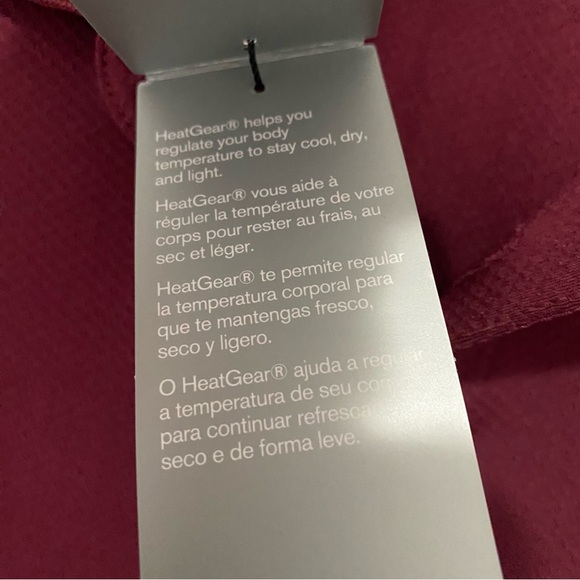 HeatGear® helps you
regulate your body
temperature to stay cool, dry,
and light.
HeatGear® vous aide à
réguler la température de votre
corps pour rester au frais, au
sec et léger.
HeatGear® te permite regular
la temperatura corporal para
que te mantengas fresco,
seco y ligero.
O HeatGear® ajuda a regular
a temperatura de seu corpo
para continuar
seco e de forma leve.